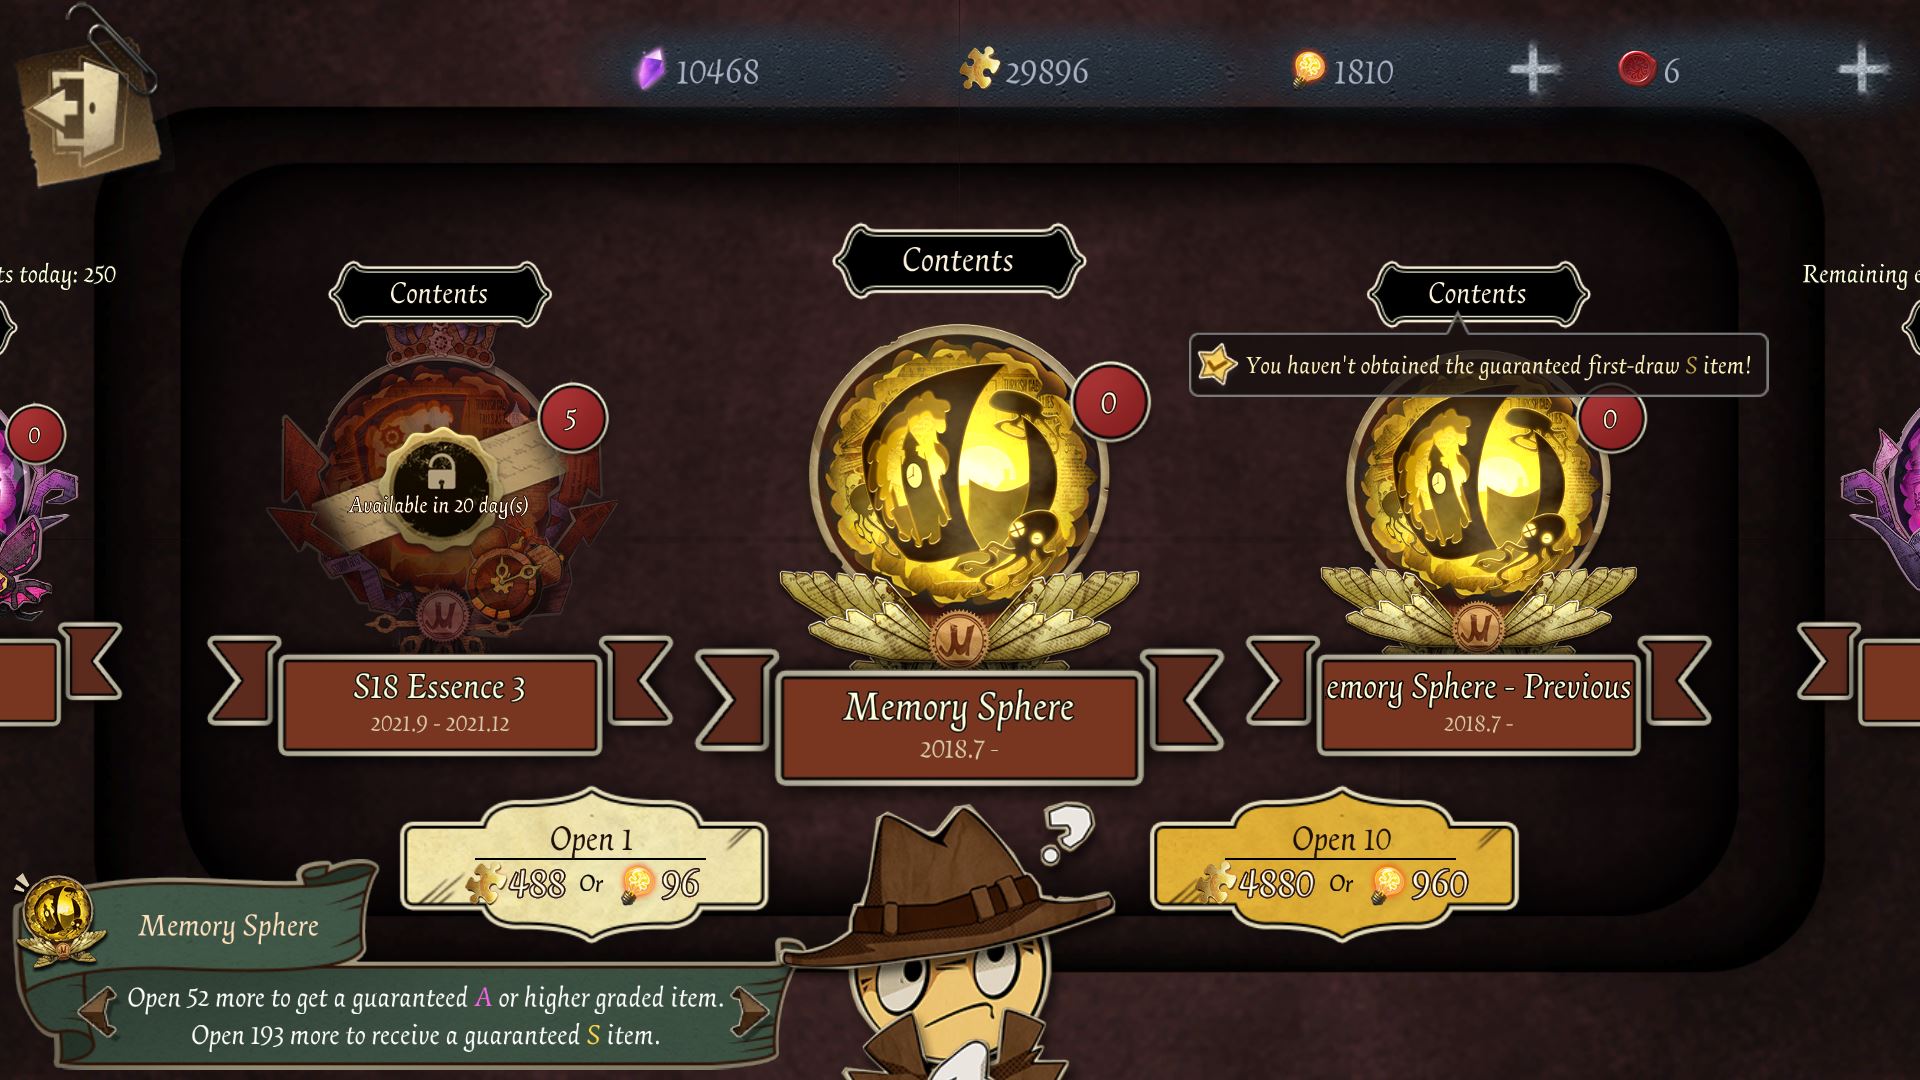 10468
29896
1810
6
ts today: 250
Contents
Contents
Contents
Remaining e
You haven't obtained the guaranteed first-draw S item!
0
5
0
0
Available in 20 day(s)
S18 Essence 3
2021.9 - 2021.12
Memory Sphere
2018.7 -
emory Sphere - Previous
2018.7 -
Open 1
488 Or 96
Open 10
4880 Or 960
Memory Sphere
Open 52 more to get a guaranteed A or higher graded item.
Open 193 more to receive a guaranteed S item.